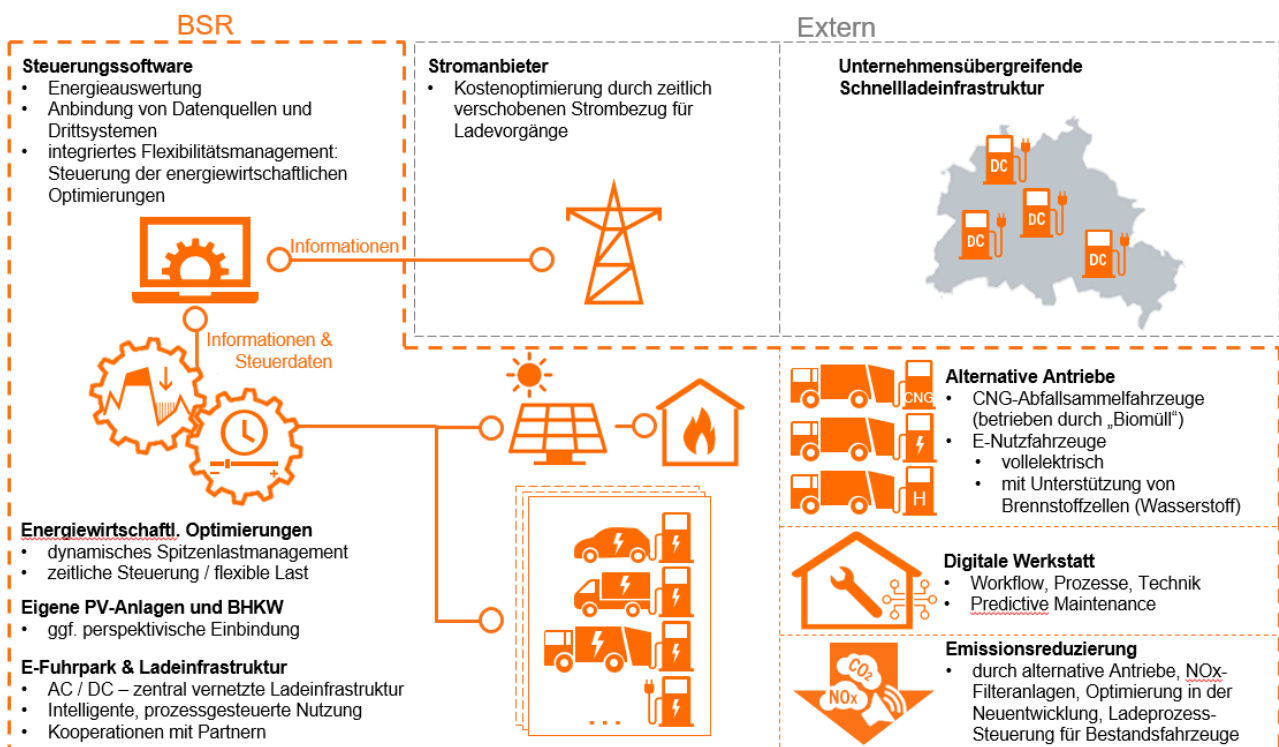 BSR
Extern
Steuerungssoftware
• Energieauswertung
• Anbindung von Datenquellen und
Drittsystemen
• integriertes Flexibilitätsmanagement:
Steuerung der energiewirtschaftlichen
Optimierungen
Informationen
Informationen &
Steuerdaten
Stromanbieter
• Kostenoptimierung durch zeitlich
verschobenen Strombezug für
Ladevorgänge
Unternehmensübergreifende
Schnellladeinfrastruktur
DC
DC
DC
DC
Energiewirtschaftl. Optimierungen
• dynamisches Spitzenlastmanagement
• zeitliche Steuerung / flexible Last
Eigene PV-Anlagen und BHKW
• ggf. perspektivische Einbindung
E-Fuhrpark & Ladeinfrastruktur
• AC / DC – zentral vernetzte Ladeinfrastruktur
• Intelligente, prozessgesteuerte Nutzung
• Kooperationen mit Partnern
- +
. . .
CNG
H
Alternative Antriebe
• CNG-Abfallsammelfahrzeuge
(betrieben durch „Biomüll“)
• E-Nutzfahrzeuge
• vollelektrisch
• mit Unterstützung von
Brennstoffzellen (Wasserstoff)
Digitale Werkstatt
• Workflow, Prozesse, Technik
• Predictive Maintenance
CO2
NOx
Emissionsreduzierung
• durch alternative Antriebe, NOx-
Filteranlagen, Optimierung in der
Neuentwicklung, Ladeprozess-
Steuerung für Bestandsfahrzeuge